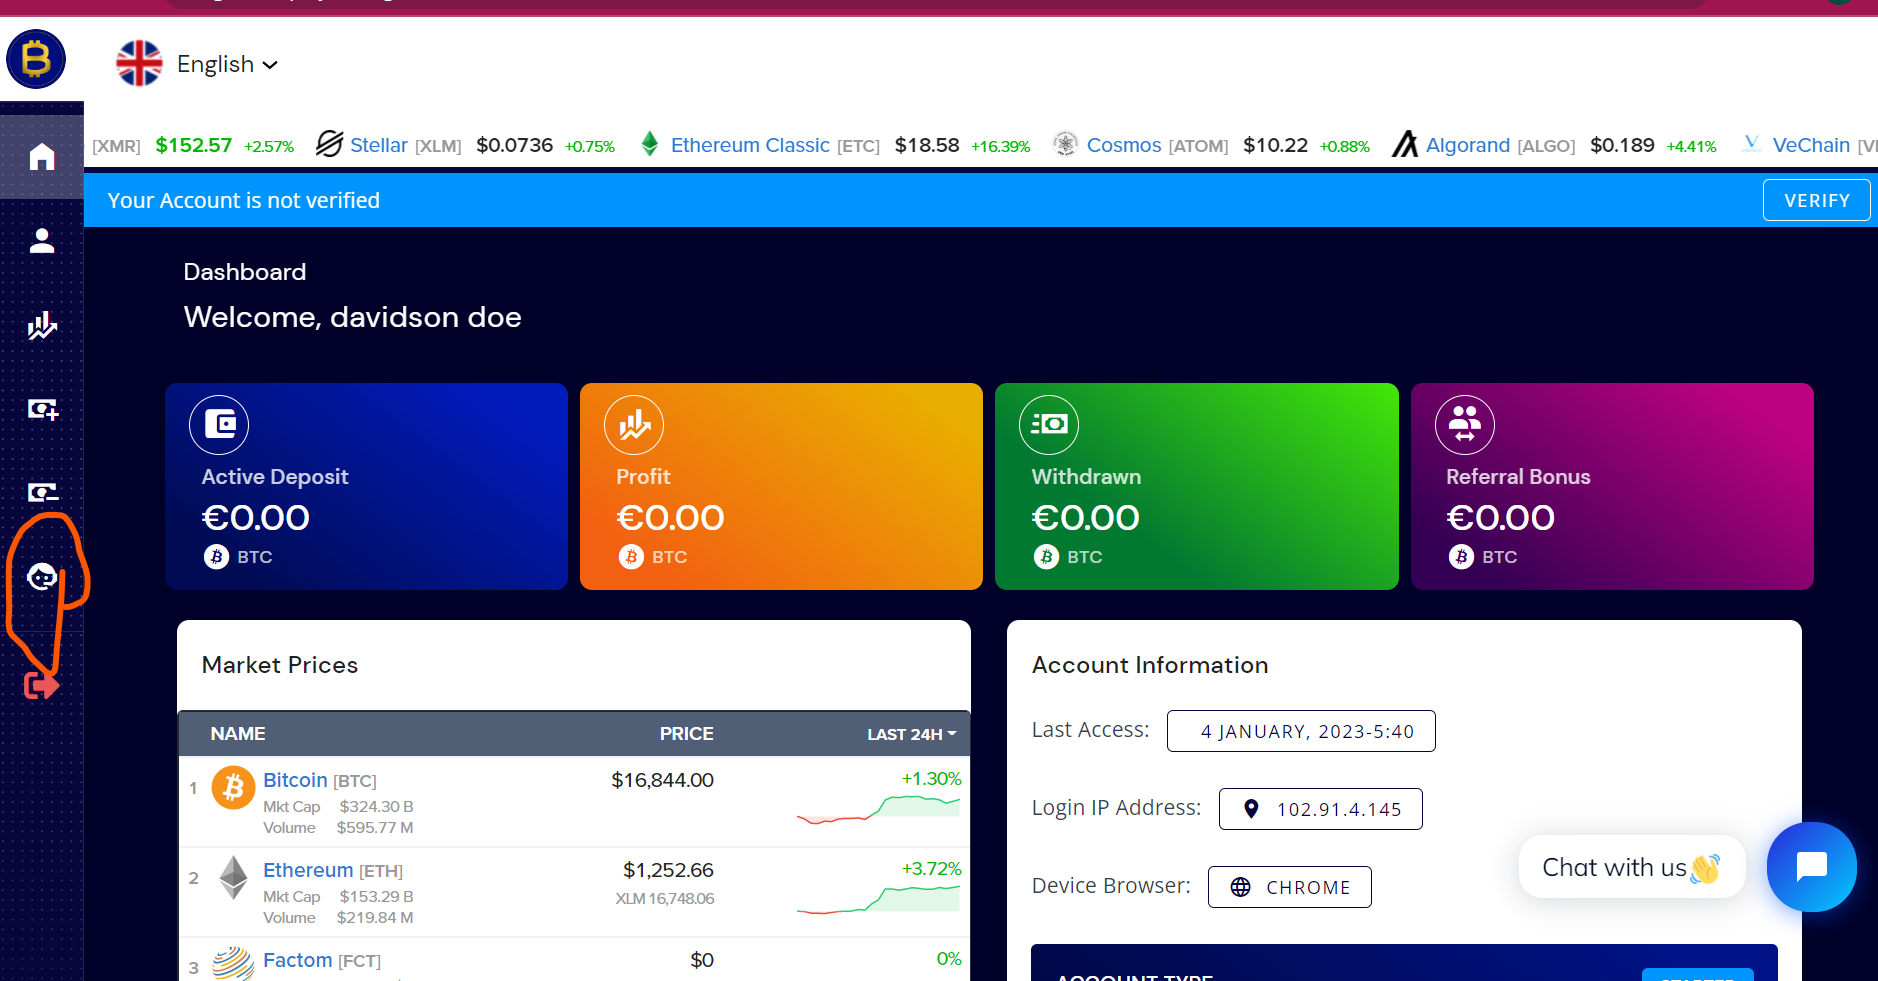 English
[XMR] $152.57 +2.57% Stellar [XLM] $0.0736 +0.75% Ethereum Classic [ETC] $18.58 +16.39% Cosmos [ATOM] $10.22 +0.88% Algorand [ALGO] $0.189 +4.41% VeChain
Your Account is not verified VERIFY
Dashboard
Welcome, davidson doe
Active Deposit
€0.00
BTC
Profit
€0.00
BTC
Withdrawn
€0.00
BTC
Referral Bonus
€0.00
BTC
Market Prices
NAME PRICE LAST 24H
1 Bitcoin [BTC] $16,844.00 +1.30%
Mkt Cap $324.30 B
Volume $595.77 M
2 Ethereum [ETH] $1,252.66 +3.72%
Mkt Cap $153.29 B XLM 16,748.06
Volume $219.84 M
3 Factom [FCT] $0 0%
Account Information
Last Access: 4 JANUARY, 2023-5:40
Login IP Address: 102.91.4.145
Device Browser: CHROME
ACCOUNT TYPE STARTER
Chat with us👋